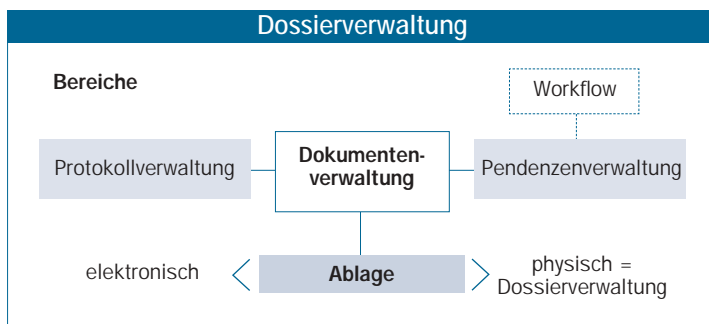 Dossierverwaltung
Bereiche
Workflow
Protokollverwaltung
Dokumenten-
verwaltung
Pendenzenverwaltung
elektronisch
Ablage
physisch =
Dossierverwaltung